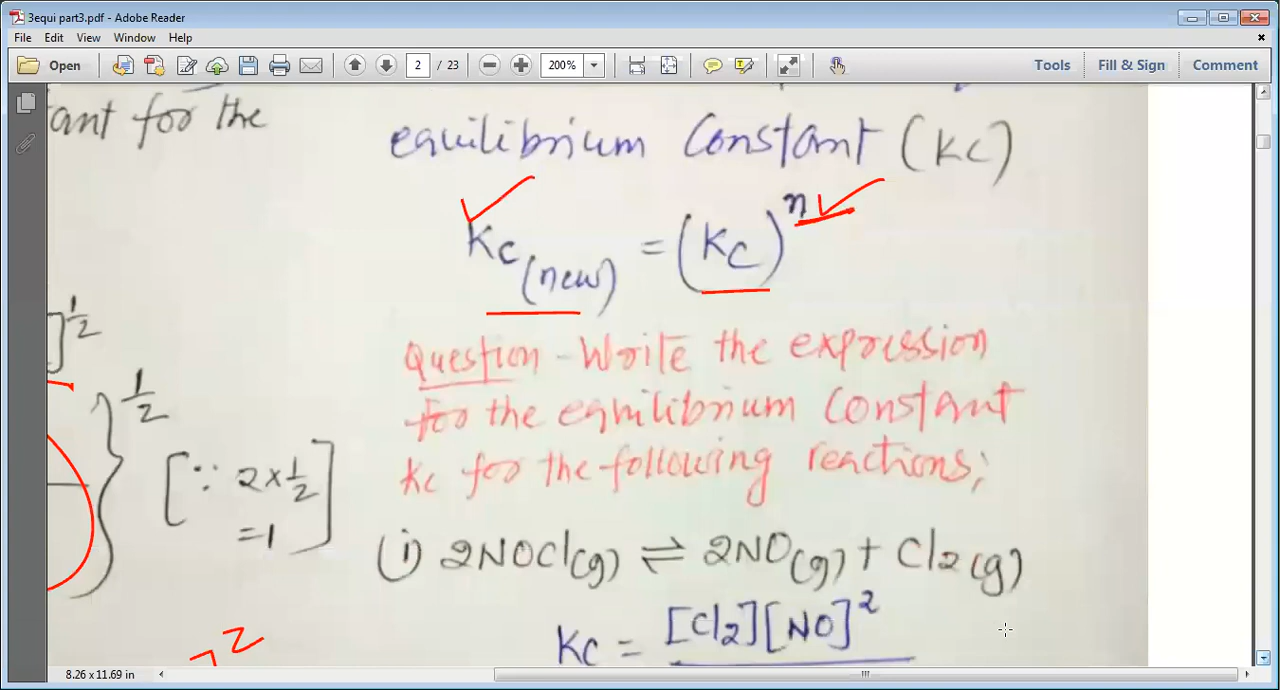 3equi part3.pdf - Adobe Reader
File Edit View Window Help
Open 2 / 23 200% Tools Fill & Sign Comment
ant for the
equilibrium Constant (KC)
Kc(new) = (Kc)ⁿ
Question - Write the expression
for the equilibrium Constant
Kc for the following reactions;
]^1/2
}^1/2 [∵ 2×1/2
=1]
(i) 2NOCl(g) ⇌ 2NO(g) + Cl2(g)
Kc = [Cl2][NO]²
2
8.26 x 11.69 in